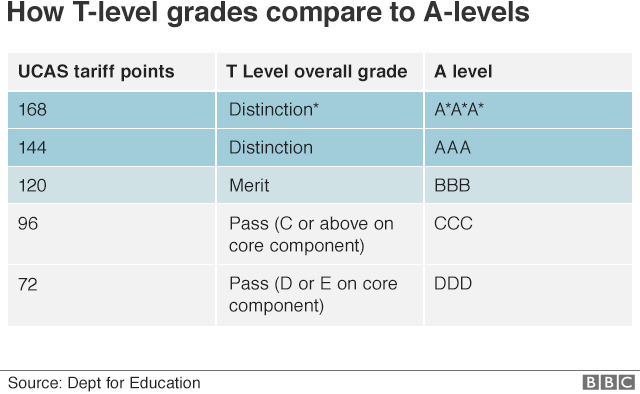 How T-level grades compare to A-levels
UCAS tariff points T Level overall grade A level
168 Distinction* A*A*A*
144 Distinction AAA
120 Merit BBB
96 Pass (C or above on CCC
core component)
72 Pass (D or E on core DDD
component)
Source: Dept for Education BBC